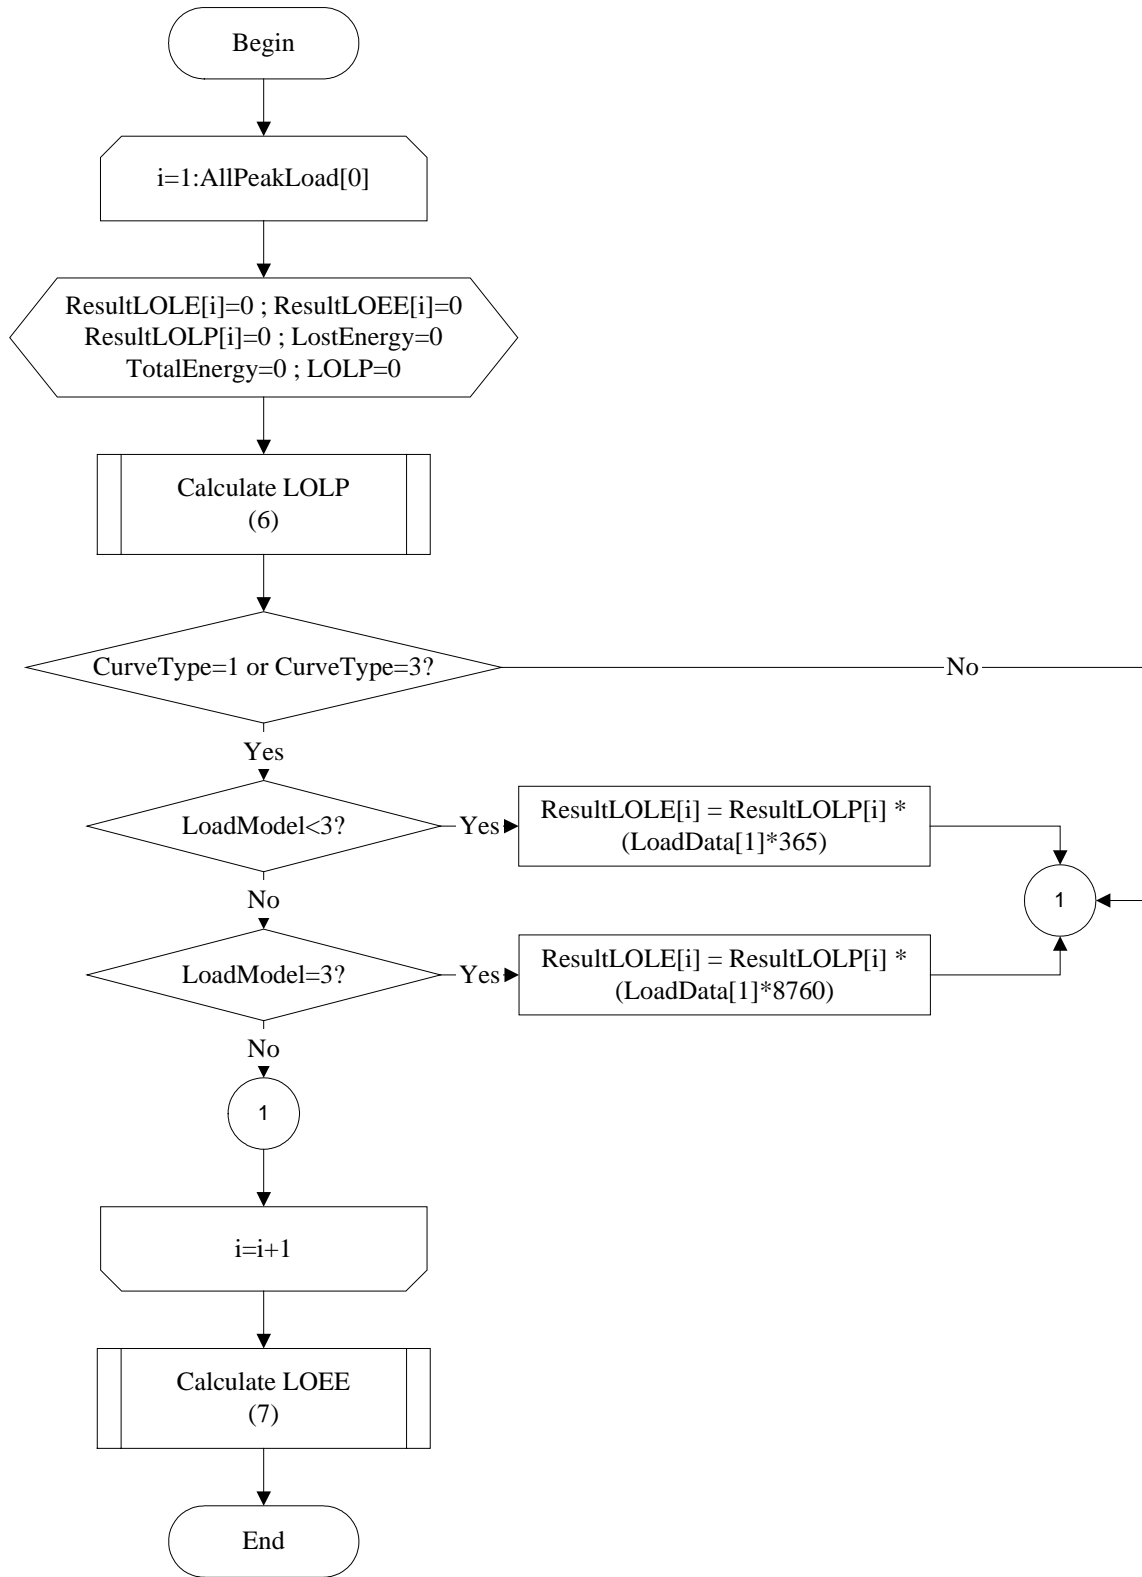 Begin
i=1:AllPeakLoad[0]
ResultLOLE[i]=0 ; ResultLOEE[i]=0
ResultLOLP[i]=0 ; LostEnergy=0
TotalEnergy=0 ; LOLP=0
Calculate LOLP
(6)
CurveType=1 or CurveType=3?
No
Yes
LoadModel<3?
Yes
ResultLOLE[i] = ResultLOLP[i] *
(LoadData[1]*365)
1
No
LoadModel=3?
Yes
ResultLOLE[i] = ResultLOLP[i] *
(LoadData[1]*8760)
No
1
i=i+1
Calculate LOEE
(7)
End